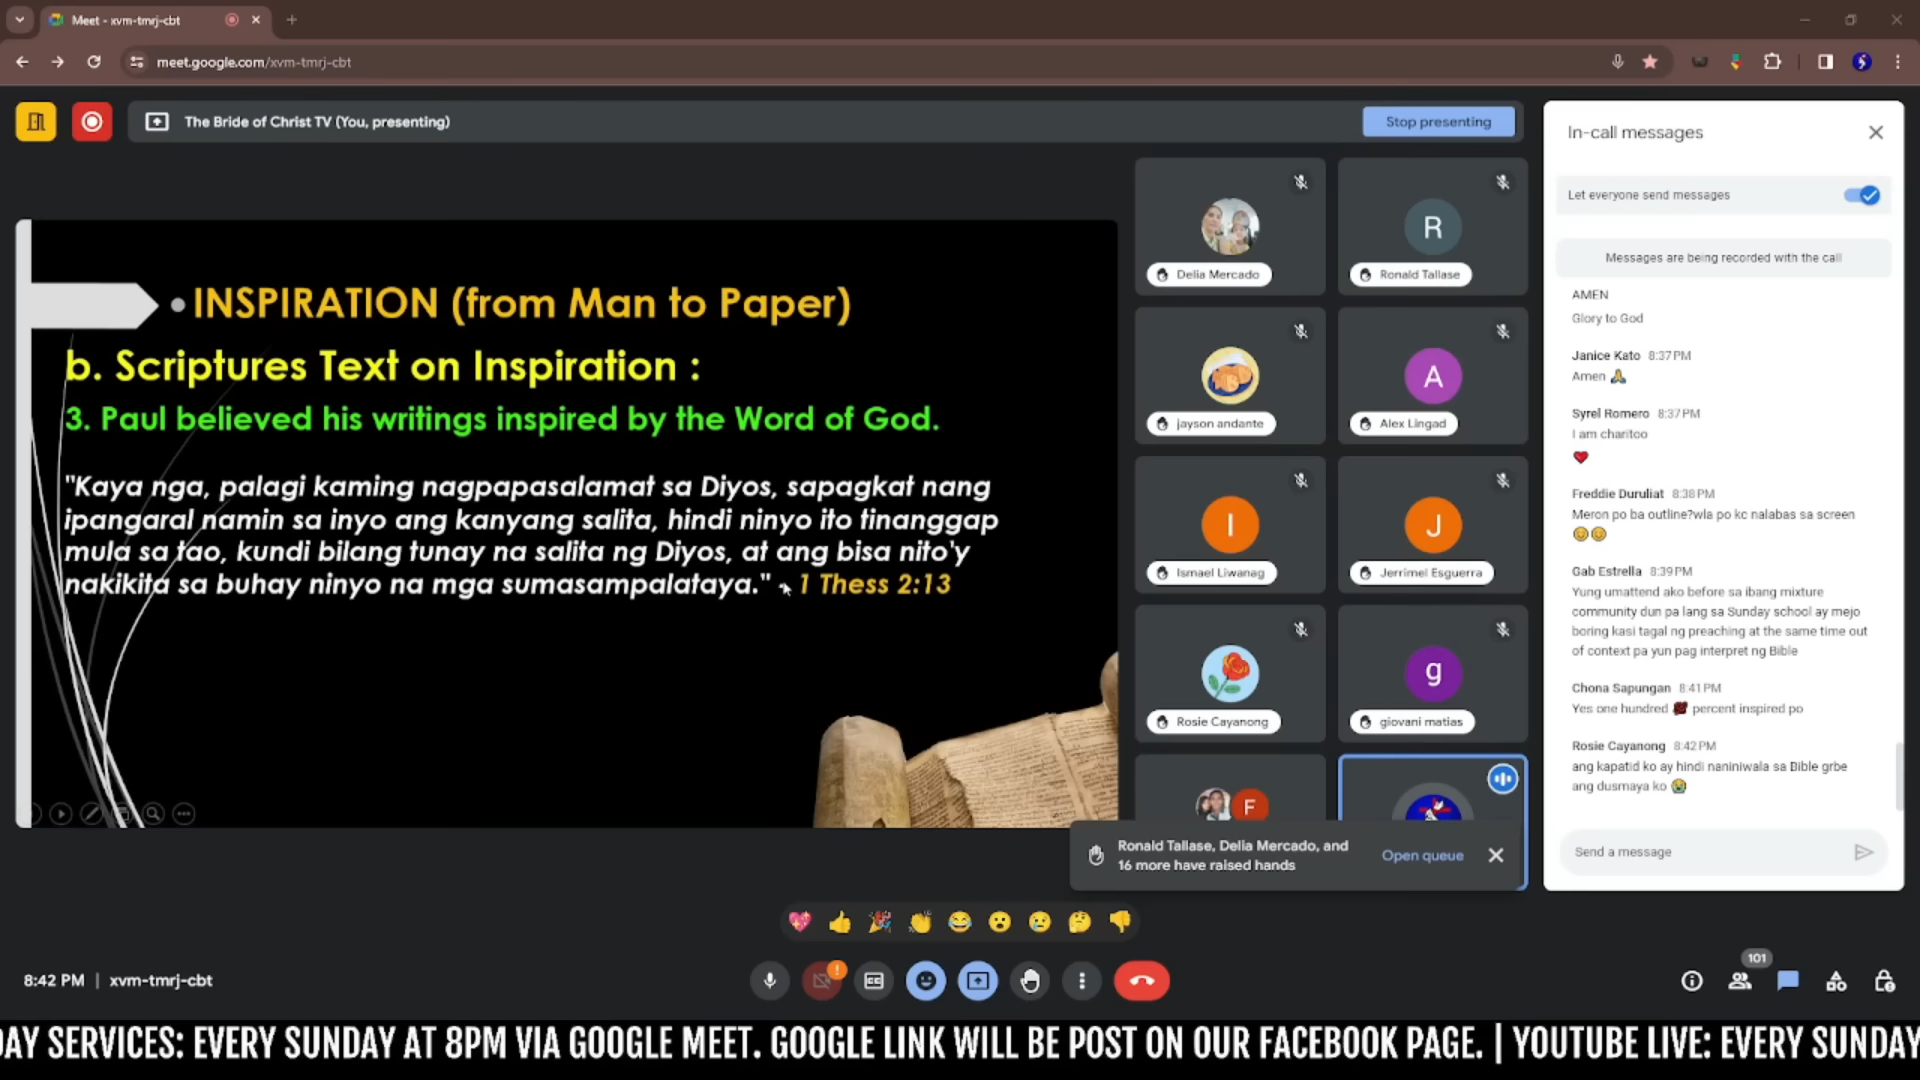 Meet - xvm-tmrj-cbt
meet.google.com/xvm-tmrj-cbt
The Bride of Christ TV (You, presenting)
Stop presenting
INSPIRATION (from Man to Paper)
b. Scriptures Text on Inspiration :
3. Paul believed his writings inspired by the Word of God.
"Kaya nga, palagi kaming nagpapasalamat sa Diyos, sapagkat nang
ipangaral namin sa inyo ang kanyang salita, hindi ninyo ito tinanggap
mula sa tao, kundi bilang tunay na salita ng Diyos, at ang bisa nito'y
nakikita sa buhay ninyo na mga sumasampalataya." - 1 Thess 2:13
Delia Mercado
R
Ronald Tallase
jayson andante
A
Alex Lingad
I
Ismael Liwanag
J
Jerrimel Esguerra
Rosie Cayanong
g
giovani matias
F
Ronald Tallase, Delia Mercado, and
16 more have raised hands
Open queue
In-call messages
Let everyone send messages
Messages are being recorded with the call
AMEN
Glory to God
Janice Kato 8:37 PM
Amen 🙏
Syrel Romero 8:37 PM
I am charitoo
❤️
Freddie Duruliat 8:38 PM
Meron po ba outline?wla po kc nalabas sa screen
😊😊
Gab Estrella 8:39 PM
Yung umattend ako before sa ibang mixture
community dun pa lang sa Sunday school ay mejo
boring kasi tagal ng preaching at the same time out
of context pa yun pag interpret ng Bible
Chona Sapungan 8:41 PM
Yes one hundred percent inspired po
Rosie Cayanong 8:42 PM
ang kapatid ko ay hindi naniniwala sa Bible grbe
ang dusmaya ko 😭
Send a message
8:42 PM | xvm-tmrj-cbt
101
DAY SERVICES: EVERY SUNDAY AT 8PM VIA GOOGLE MEET. GOOGLE LINK WILL BE POST ON OUR FACEBOOK PAGE. | YOUTUBE LIVE: EVERY SUNDAY